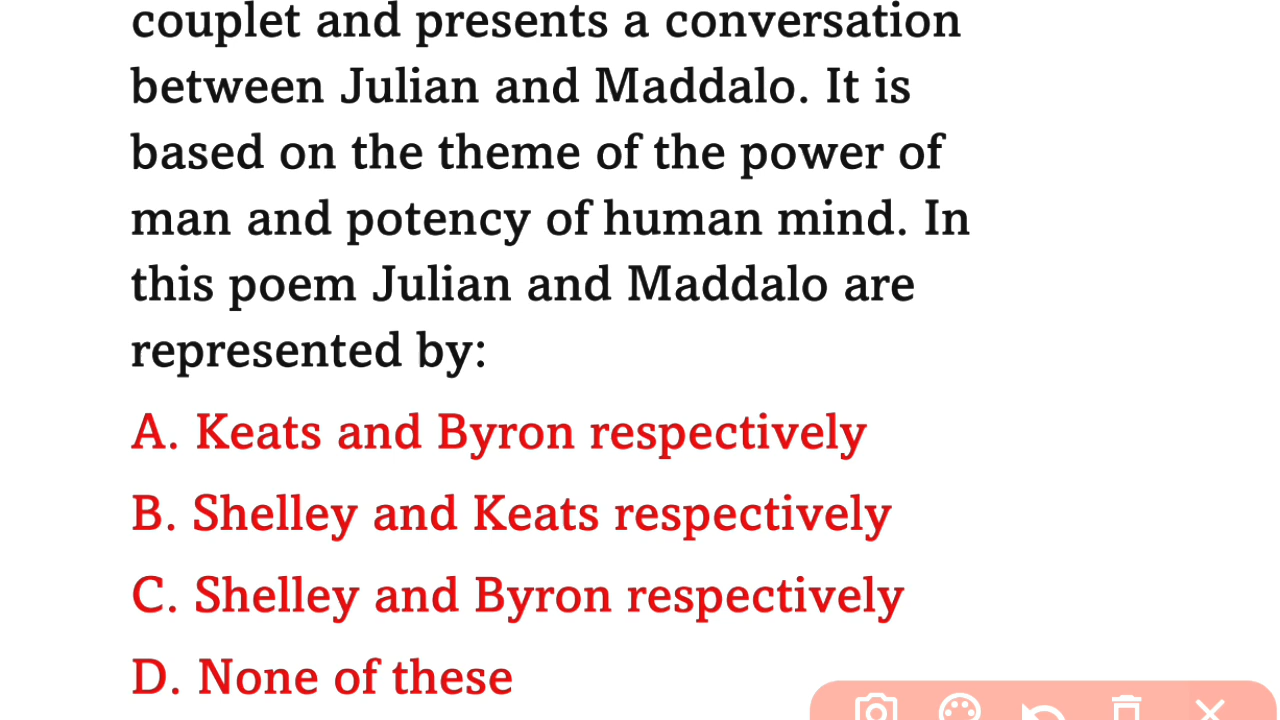 couplet and presents a conversation
between Julian and Maddalo. It is
based on the theme of the power of
man and potency of human mind. In
this poem Julian and Maddalo are
represented by:
A. Keats and Byron respectively
B. Shelley and Keats respectively
C. Shelley and Byron respectively
D. None of these